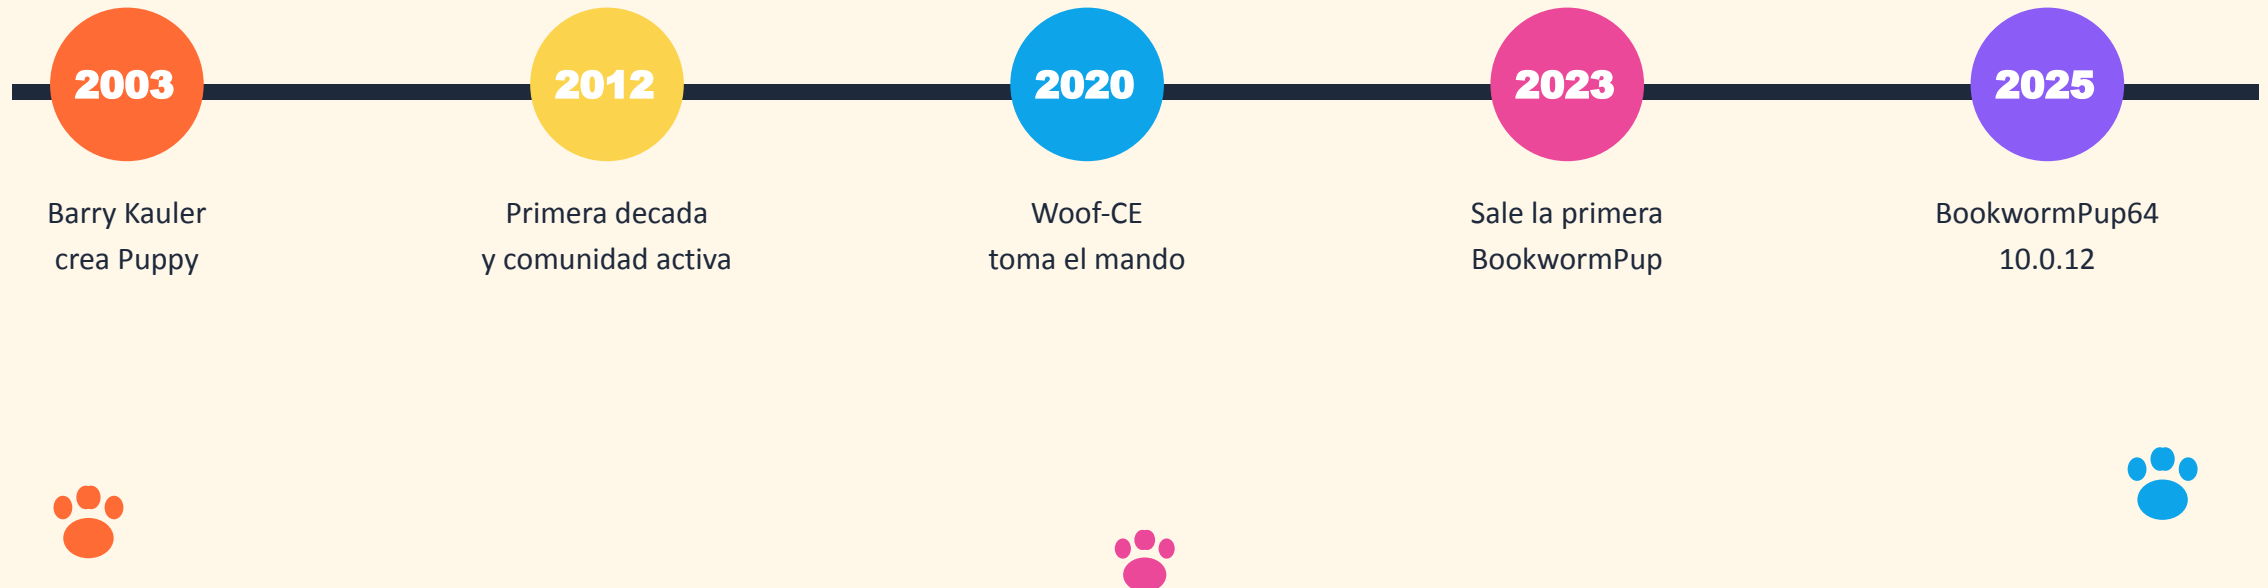 2003
2012
2020
2023
2025
Barry Kauler
crea Puppy
Primera decada
y comunidad activa
Woof-CE
toma el mando
Sale la primera
BookwormPup
BookwormPup64
10.0.12